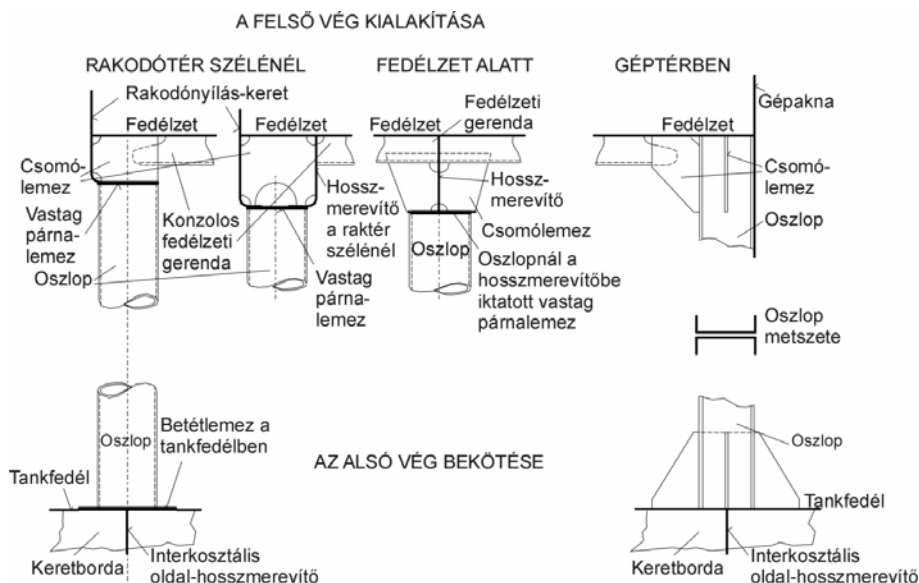 A FELSŐ VÉG KIALAKÍTÁSA
RAKODÓTÉR SZÉLÉNÉL
FEDÉLZET ALATT
GÉPTÉRBEN
Rakodónyílás-keret
Fedélzet
Fedélzet
Csomó-
lemez
Vastag
párna-
lemez
Oszlop
Konzolos
fedélzeti
gerenda
Hossz-
merevítő
a raktér
szélénél
Vastag
párna-
lemez
Fedélzeti
gerenda
Fedélzet
Hossz-
merevítő
Csomólemez
Oszlop
Oszlopnál a
hosszmerevítőbe
iktatott vastag
párnalemez
Gépakna
Fedélzet
Csomó-
lemez
Oszlop
Oszlop
metszete
Oszlop
Betétlemez a
tankfedélben
Tankfedél
Keretborda
Interkosztális
oldal-hosszmerevítő
AZ ALSÓ VÉG BEKÖTÉSE
Oszlop
Tankfedél
Keretborda
Interkosztális
oldal-hosszmerevítő